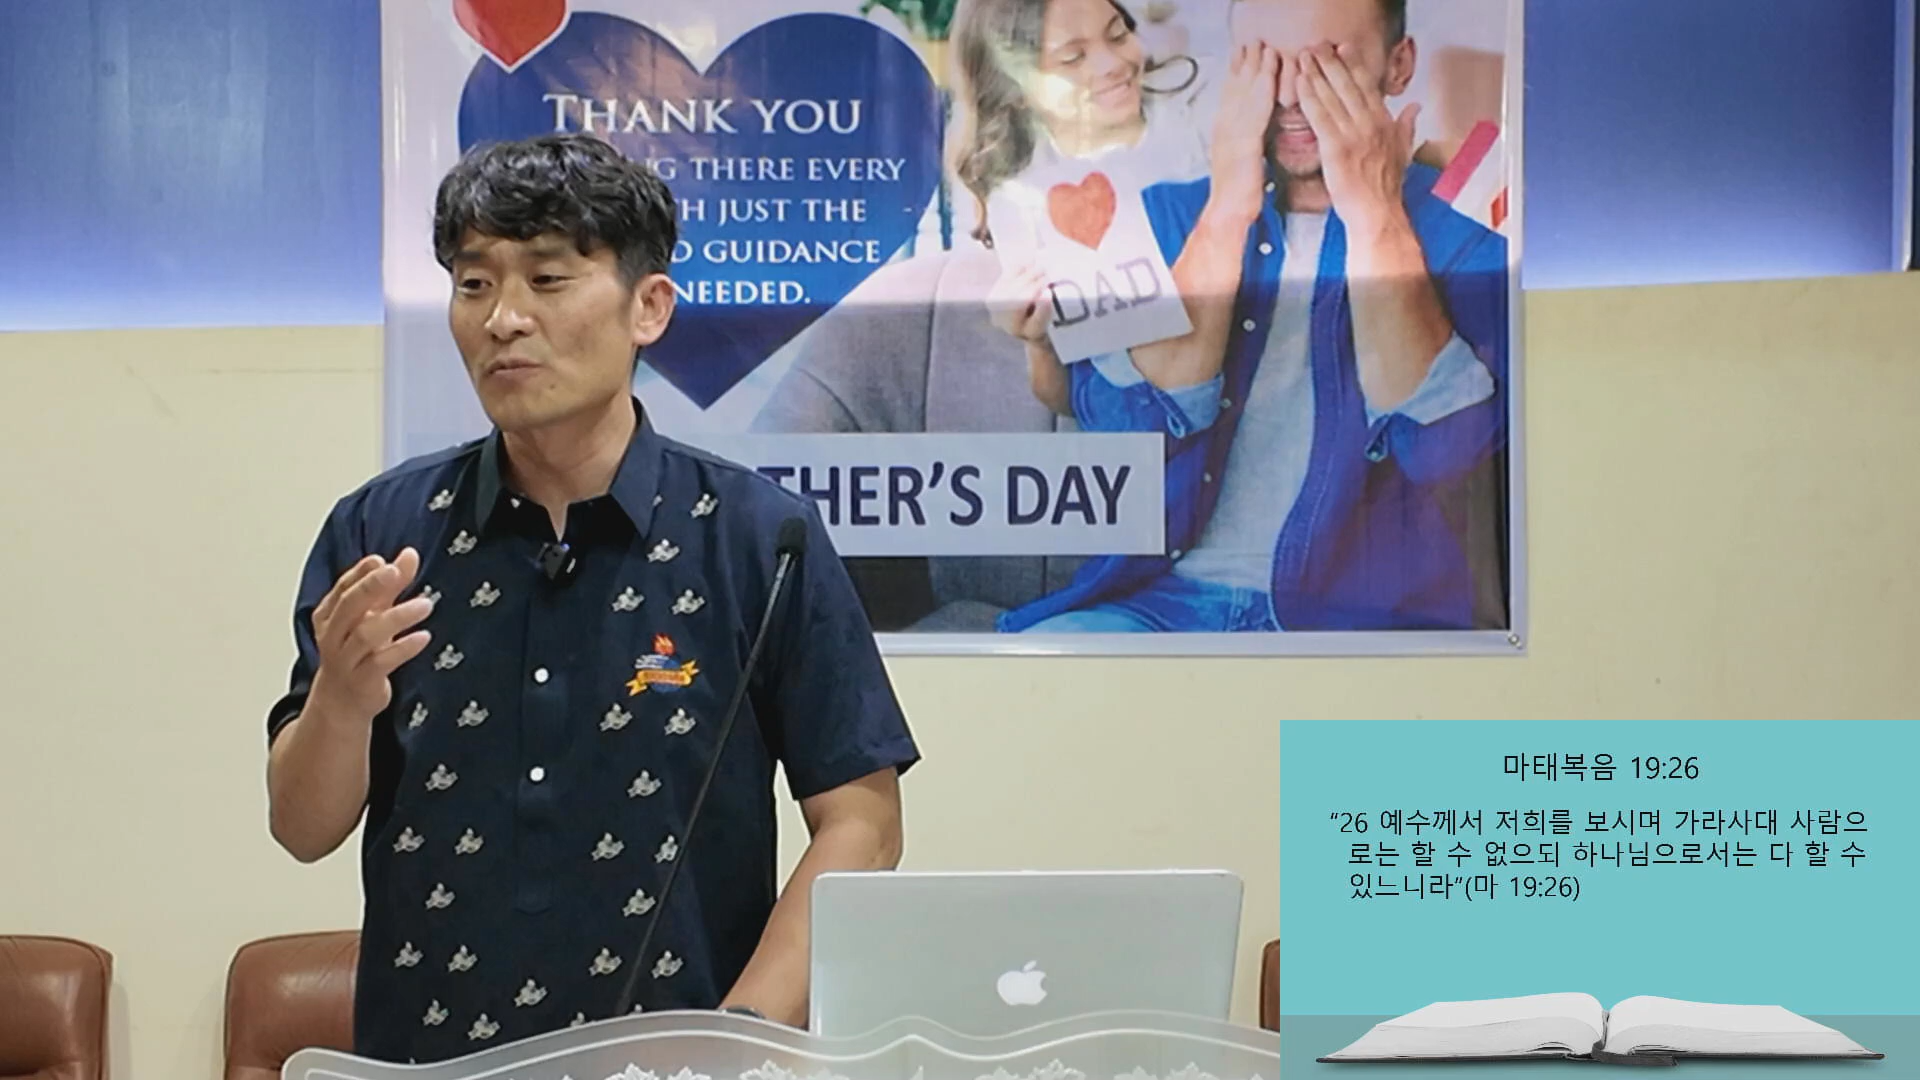 THANK YOU
THERE EVERY
JUST THE
GUIDANCE
NEEDED.
I
DAD
THER'S DAY
마태복음 19:26
"26 예수께서 저희를 보시며 가라사대 사람으
로는 할 수 없으되 하나님으로서는 다 할 수
있느니라"(마 19:26)